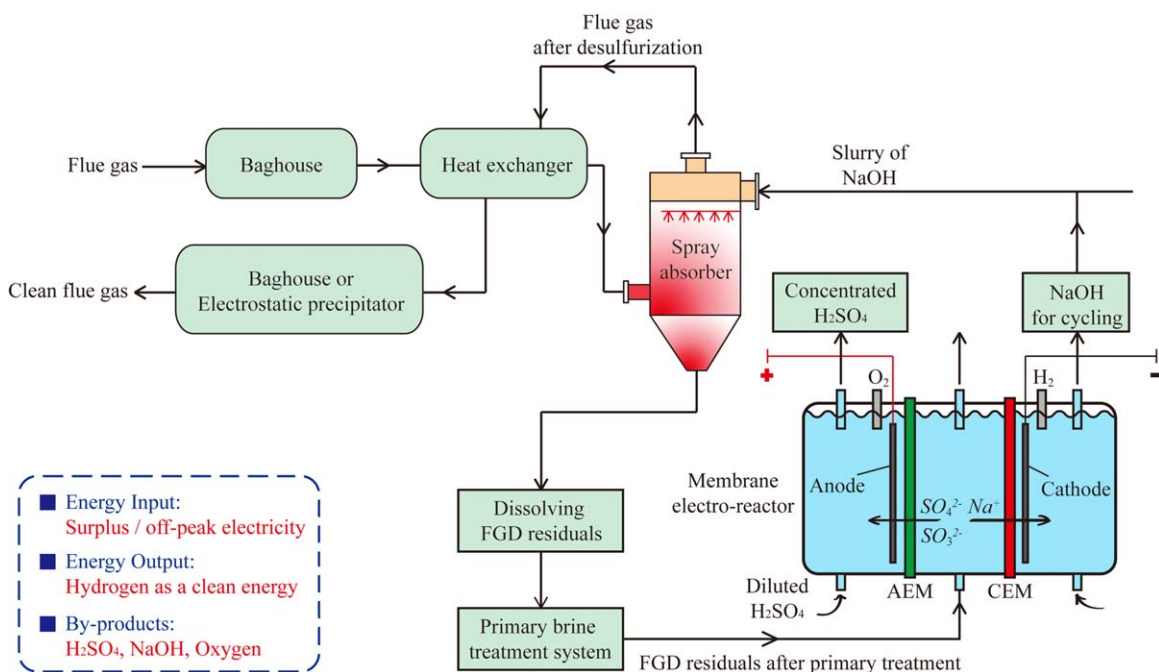 Flue gas
after desulfurization
Flue gas
Baghouse
Heat exchanger
Slurry of
NaOH
Spray
absorber
Clean flue gas
Baghouse or
Electrostatic precipitator
Concentrated
H₂SO₄
NaOH
for cycling
+
O₂
H₂
-
Membrane
electro-reactor
Anode
Cathode
SO₄²⁻ Na⁺
SO₃²⁻
Dissolving
FGD residuals
Diluted
H₂SO₄
AEM
CEM
Primary brine
treatment system
FGD residuals after primary treatment
Energy Input:
Surplus / off-peak electricity
Energy Output:
Hydrogen as a clean energy
By-products:
H₂SO₄, NaOH, Oxygen